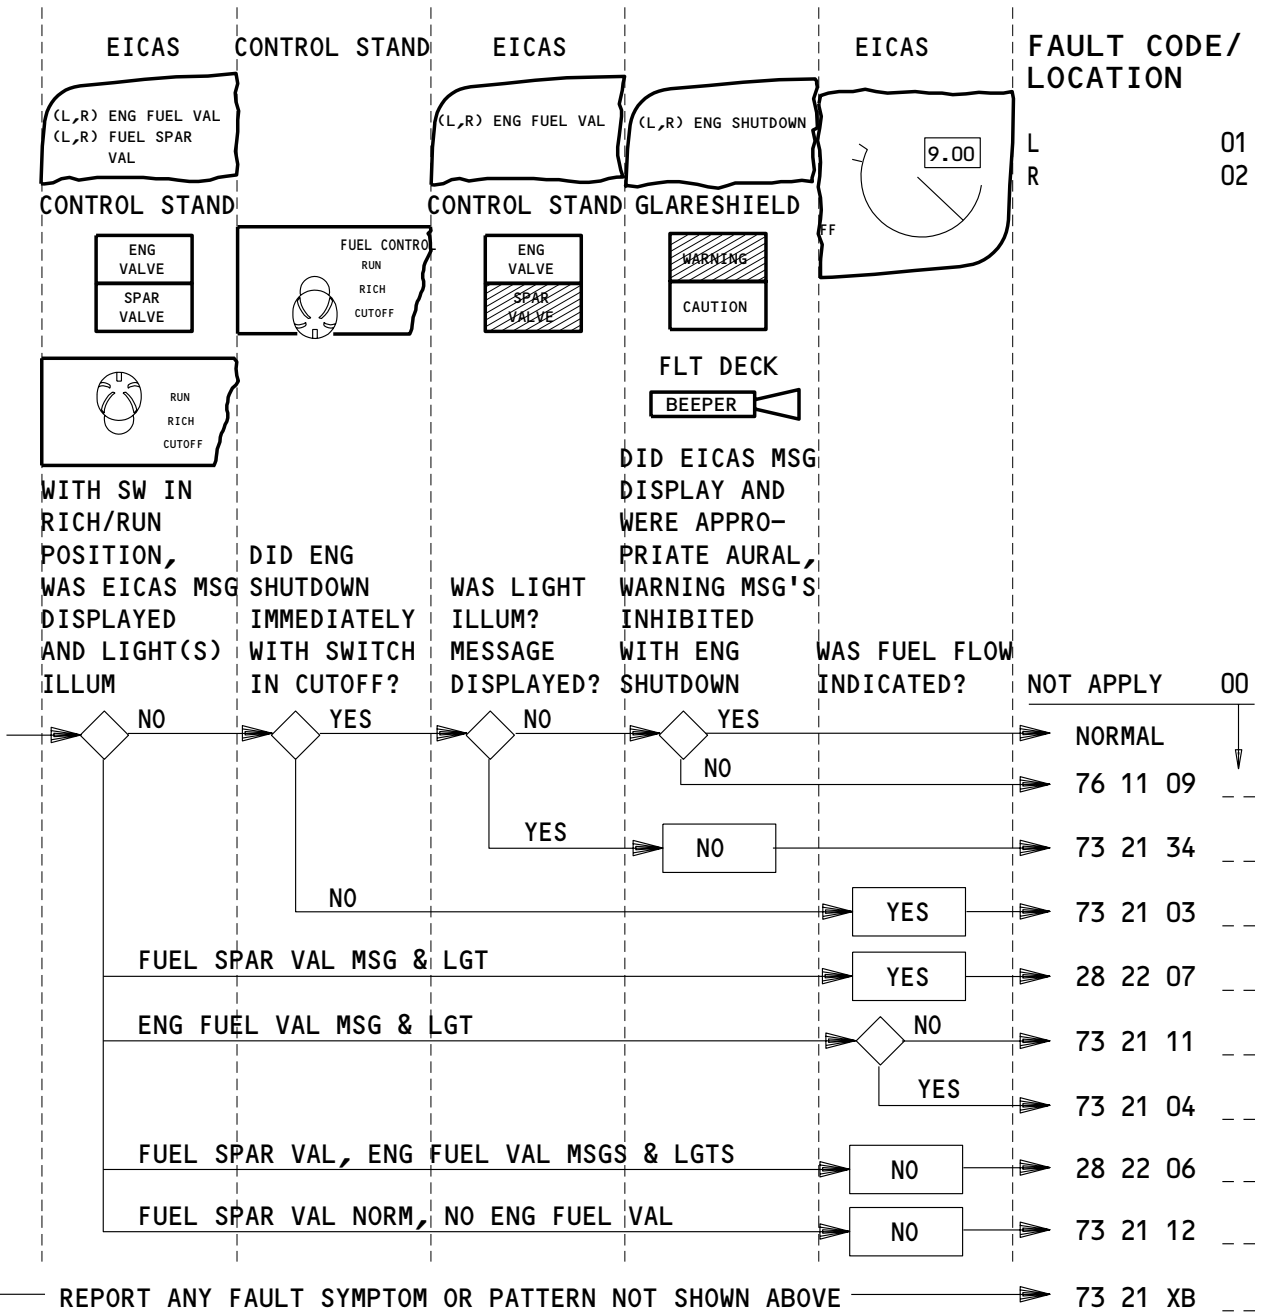 EICAS
CONTROL STAND
EICAS
EICAS
FAULT CODE/
LOCATION
(L,R) ENG FUEL VAL
(L,R) FUEL SPAR
VAL
(L,R) ENG FUEL VAL
(L,R) ENG SHUTDOWN
9.00
FF
L 01
R 02
CONTROL STAND
CONTROL STAND
GLARESHIELD
ENG
VALVE
SPAR
VALVE
FUEL CONTROL
RUN
RICH
CUTOFF
ENG
VALVE
SPAR
VALVE
WARNING
CAUTION
FLT DECK
BEEPER
RUN
RICH
CUTOFF
WITH SW IN
RICH/RUN
POSITION,
WAS EICAS MSG
DISPLAYED
AND LIGHT(S)
ILLUM
DID ENG
SHUTDOWN
IMMEDIATELY
WITH SWITCH
IN CUTOFF?
WAS LIGHT
ILLUM?
MESSAGE
DISPLAYED?
DID EICAS MSG
DISPLAY AND
WERE APPRO-
PRIATE AURAL,
WARNING MSG'S
INHIBITED
WITH ENG
SHUTDOWN
WAS FUEL FLOW
INDICATED?
NOT APPLY 00
NO
YES
NO
YES
NORMAL
NO
76 11 09 _ _
YES
NO
73 21 34 _ _
NO
YES
73 21 03 _ _
FUEL SPAR VAL MSG & LGT
YES
28 22 07 _ _
ENG FUEL VAL MSG & LGT
NO
73 21 11 _ _
YES
73 21 04 _ _
FUEL SPAR VAL, ENG FUEL VAL MSGS & LGTS
NO
28 22 06 _ _
FUEL SPAR VAL NORM, NO ENG FUEL VAL
NO
73 21 12 _ _
REPORT ANY FAULT SYMPTOM OR PATTERN NOT SHOWN ABOVE
73 21 XB _ _